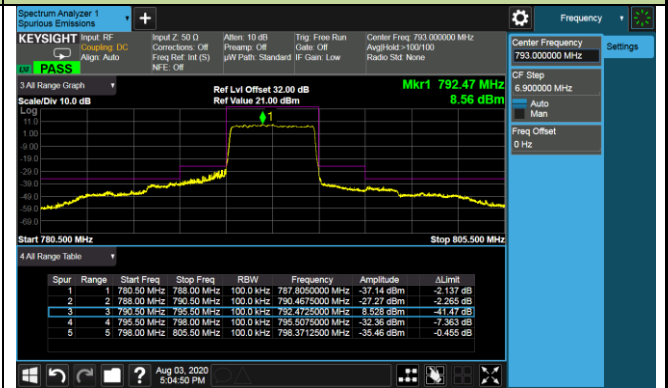 Spectrum Analyzer 1
Spurious Emissions
Frequency
KEYSIGHT Input: RF Input Z: 50 Ω Atten: 10 dB Trig: Free Run Center Freq: 793.000000 MHz
Coupling: DC Corrections: Off Preamp: Off Gate: Off Avg|Hold:>100/100
Align: Auto Freq Ref: Int (S) µW Path: Standard IF Gain: Low Radio Std: None
NFE: Off
PASS
3 All Range Graph
Ref Lvl Offset 32.00 dB
Mkr1 792.47 MHz
Scale/Div 10.0 dB Ref Value 21.00 dBm 8.56 dBm
Log
11.0
1.00
-9.00
-19.0
-29.0
-39.0
-49.0
-59.0
-69.0
1
Start 780.500 MHz Stop 805.500 MHz
4 All Range Table
Spur Range Start Freq Stop Freq RBW Frequency Amplitude ΔLimit
1 1 780.50 MHz 788.00 MHz 100.0 kHz 787.8050000 MHz -37.14 dBm -2.137 dB
2 2 788.00 MHz 790.50 MHz 100.0 kHz 790.4675000 MHz -27.27 dBm -2.265 dB
3 3 790.50 MHz 795.50 MHz 100.0 kHz 792.4725000 MHz 8.528 dBm -41.47 dB
4 4 795.50 MHz 798.00 MHz 100.0 kHz 795.5075000 MHz -32.36 dBm -7.363 dB
5 5 798.00 MHz 805.50 MHz 100.0 kHz 798.3712500 MHz -35.46 dBm -0.455 dB
Center Frequency
793.000000 MHz
Settings
CF Step
6.900000 MHz
Auto
Man
Freq Offset
0 Hz
?
Aug 03, 2020
5:04:50 PM